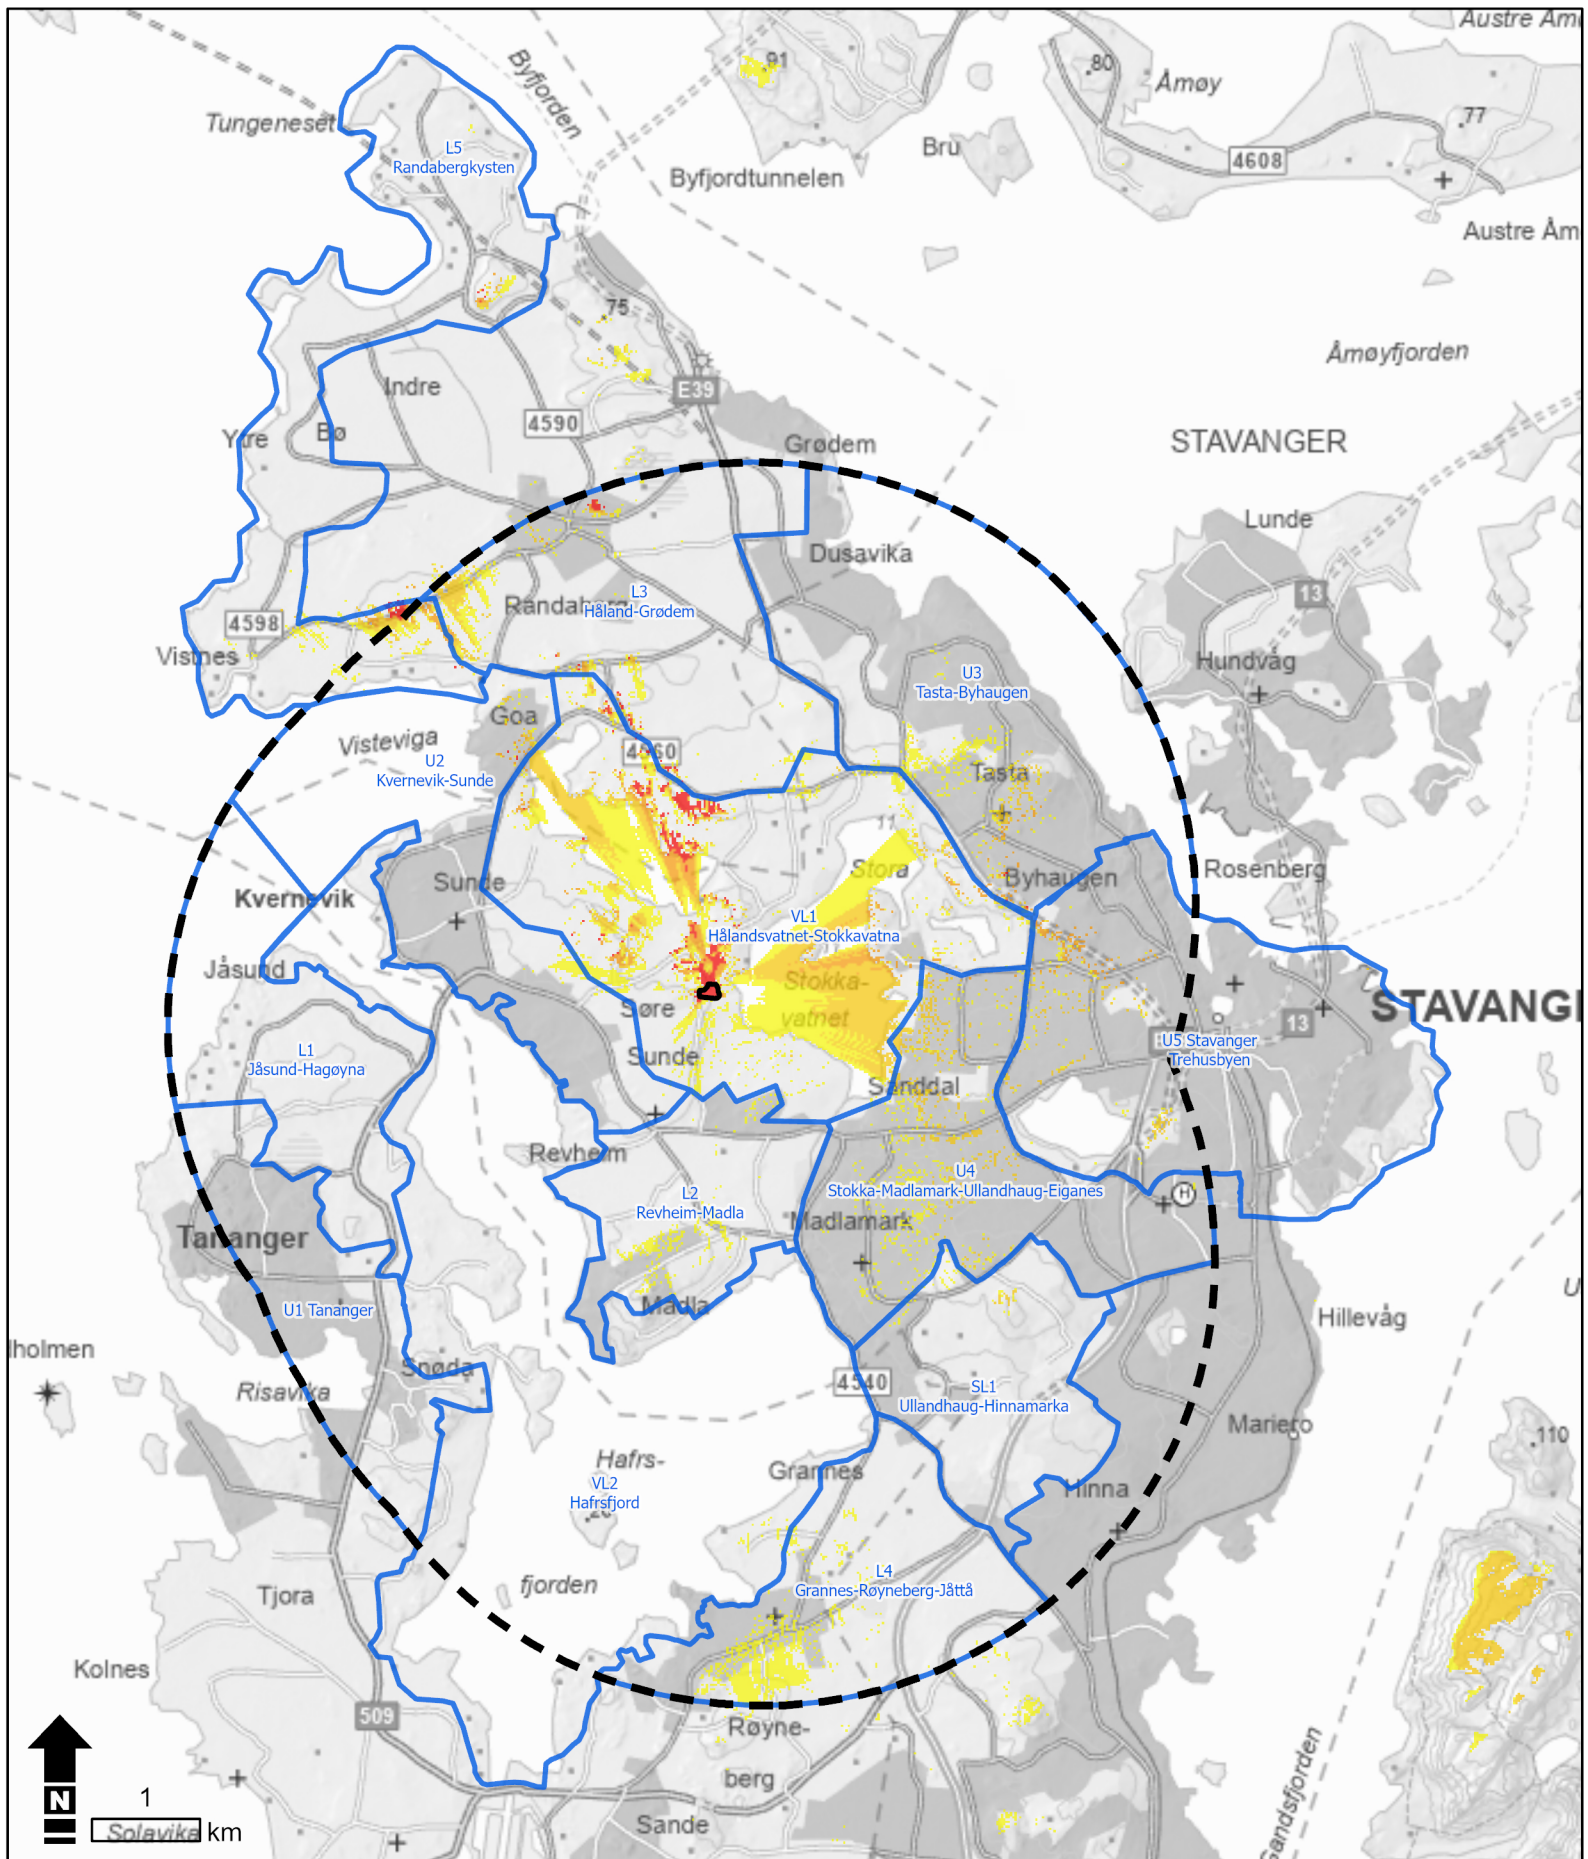 Austre Åm
91
80
Åmøy
Byfjorden
77
Tungeneset
L5
Randabergkysten
Bru
4608
Byfjordtunnelen
Austre Åm
75
Åmøyfjorden
Indre
E39
4590
Ytre
Bø
Grødem
STAVANGER
Lunde
Dusavika
13
L3
Håland-Grødem
Randaberg
4598
Vistnes
Hundvåg
U3
Tasta-Byhaugen
Goa
Visteviga
U2
Kvernevik-Sunde
Tasta
11
Stora
Rosenberg
Byhaugen
Sunde
Kvernevik
VL1
Hålandsvatnet-Stokkavatna
Jåsund
Stokka-
vatnet
STAVANG
Søre
Sunde
13
U5 Stavanger
Trehusbyen
L1
Jåsund-Hagøyna
Sanddal
Revheim
U4
Stokka-Madlamark-Ullandhaug-Eiganes
H
L2
Revheim-Madla
Madlamark
Tananger
U1 Tananger
Madla
Hillevåg
lholmen
Snøda
4540
SL1
Ullandhaug-Hinnamarka
Risavika
Mariero
110
Hafrs-
Grannes
VL2
Hafrsfjord
Hinna
fjorden
L4
Grannes-Røyneberg-Jåttå
Tjora
Kolnes
509
Røyne-
berg
N
1
Solavika
km
Sande
Gandsfjorden